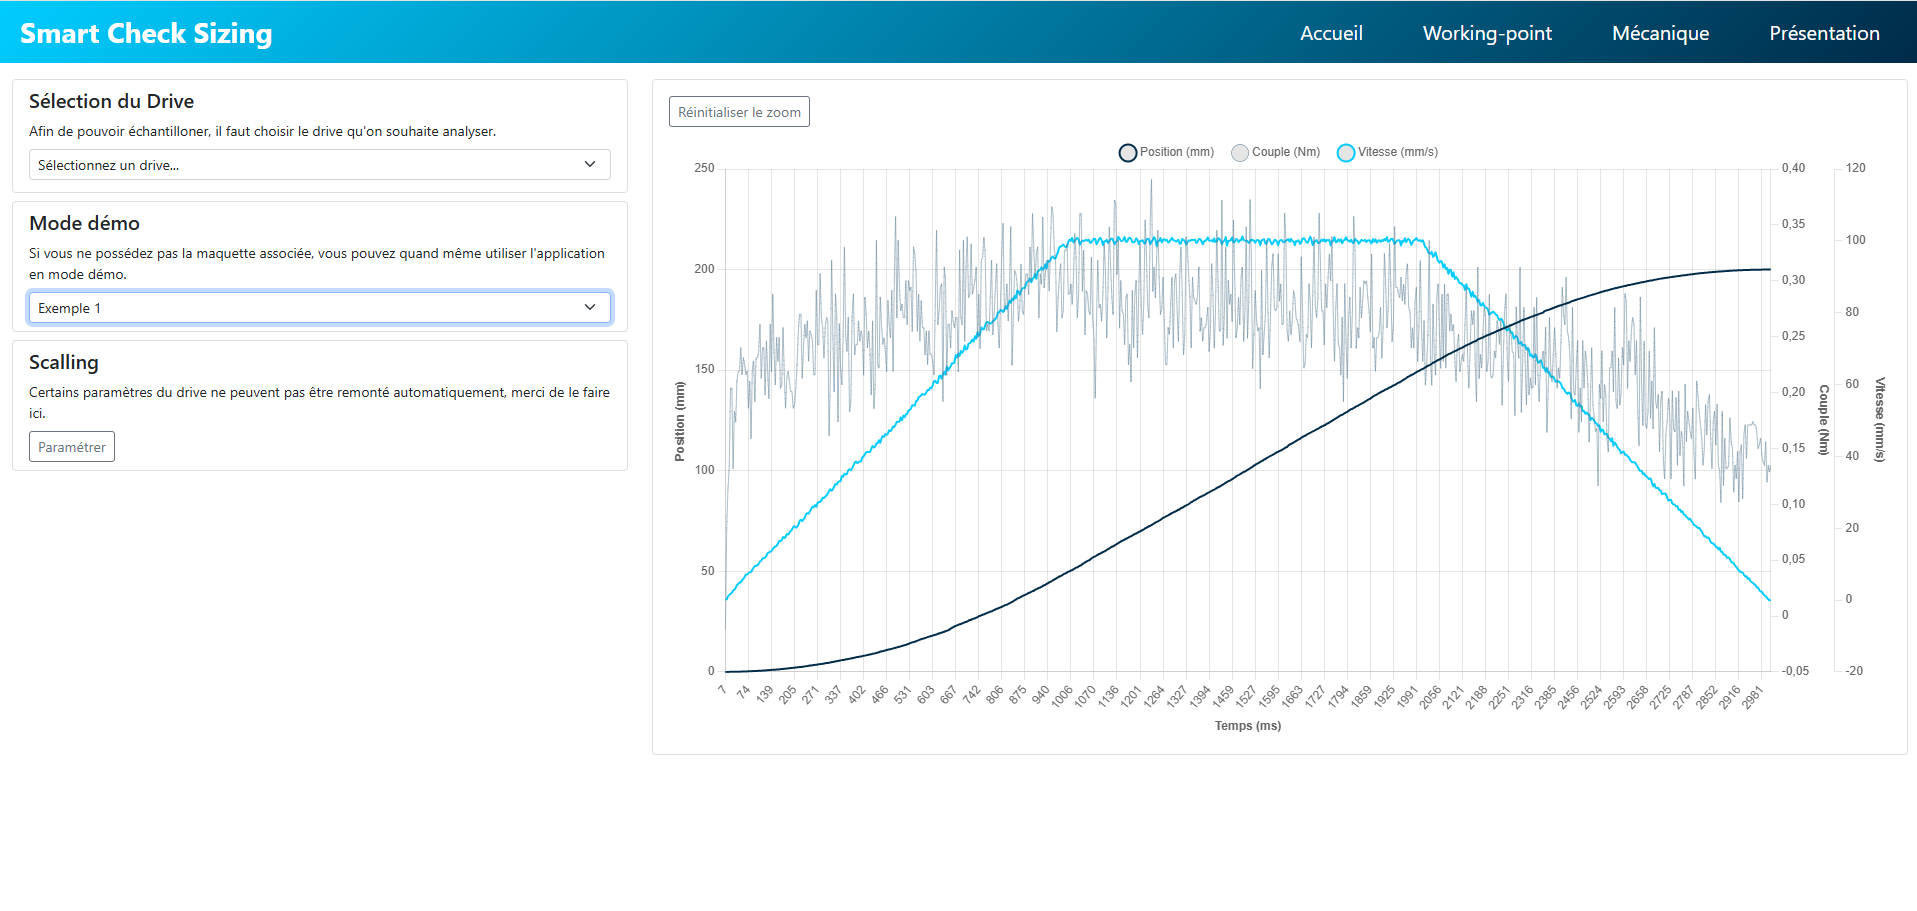 Smart Check Sizing
Accueil
Working-point
Mécanique
Présentation
Sélection du Drive
Afin de pouvoir échantilloner, il faut choisir le drive qu'on souhaite analyser.
Sélectionnez un drive...
Mode démo
Si vous ne possédez pas la maquette associée, vous pouvez quand même utiliser l'application
en mode démo.
Exemple 1
Scalling
Certains paramètres du drive ne peuvent pas être remonté automatiquement, merci de le faire
ici.
Paramétrer
Réinitialiser le zoom
Position (mm)
Couple (Nm)
Vitesse (mm/s)
250
200
150
100
50
0
Position (mm)
0,40
0,35
0,30
0,25
0,20
0,15
0,10
0,05
0
-0,05
Couple (Nm)
120
100
80
60
40
20
0
-20
Vitesse (mm/s)
7
74
139
205
271
337
402
466
531
603
667
742
806
875
940
1006
1070
1136
1201
1264
1327
1394
1459
1527
1595
1663
1727
1794
1859
1925
1991
2056
2121
2188
2251
2316
2385
2456
2524
2593
2658
2725
2787
2852
2916
2981
Temps (ms)